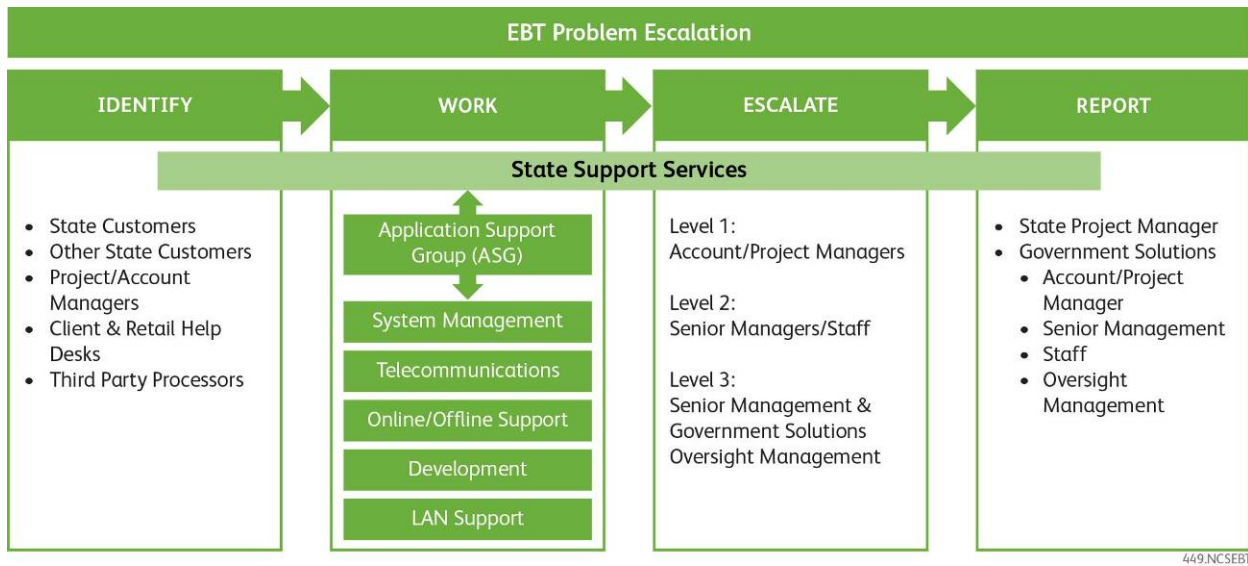 EBT Problem Escalation
IDENTIFY
WORK
ESCALATE
REPORT
State Support Services
• State Customers
• Other State Customers
• Project/Account
Managers
• Client & Retail Help
Desks
• Third Party Processors
Application Support
Group (ASG)
System Management
Telecommunications
Online/Offline Support
Development
LAN Support
Level 1:
Account/Project Managers
Level 2:
Senior Managers/Staff
Level 3:
Senior Management &
Government Solutions
Oversight Management
• State Project Manager
• Government Solutions
• Account/Project
Manager
• Senior Management
• Staff
• Oversight
Management
449.NCSEBT